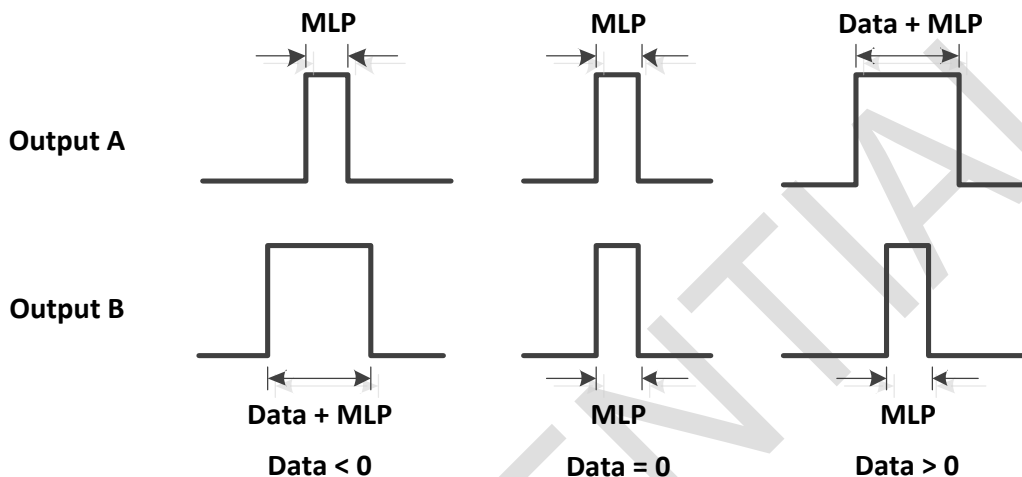 MLP MLP Data + MLP
Output A
Output B
Data + MLP MLP MLP
Data < 0 Data = 0 Data > 0